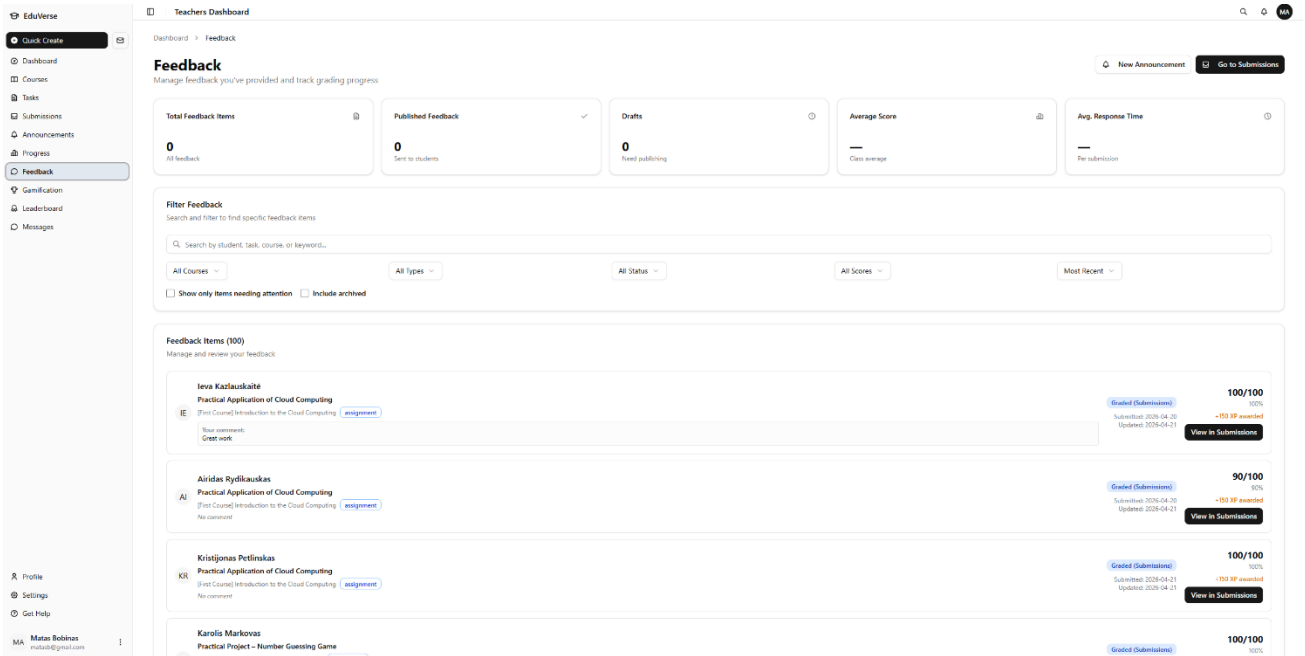 EduVerse
Teachers Dashboard
MA
Quick Create
Dashboard
Courses
Tasks
Submissions
Announcements
Progress
Feedback
Gamification
Leaderboard
Messages
Profile
Settings
Get Help
MA
Matas Bobinas
matasb@gmail.com
Dashboard > Feedback
Feedback
Manage feedback you've provided and track grading progress
New Announcement
Go to Submissions
Total Feedback Items
0
All feedback
Published Feedback
0
Sent to students
Drafts
0
Need publishing
Average Score
—
Class average
Avg. Response Time
—
Per submission
Filter Feedback
Search and filter to find specific feedback items
Search by student, task, course, or keyword...
All Courses
All Types
All Status
All Scores
Most Recent
Show only items needing attention
Include archived
Feedback Items (100)
Manage and review your feedback
IE
Ieva Kazlauskaitė
Practical Application of Cloud Computing
[First Course] Introduction to the Cloud Computing
assignment
Your comment:
Great work
Graded (Submissions)
Submitted: 2026-04-20
Updated: 2026-04-21
100/100
100%
+150 XP awarded
View in Submissions
AI
Airidas Rydikauskas
Practical Application of Cloud Computing
[First Course] Introduction to the Cloud Computing
assignment
No comment
Graded (Submissions)
Submitted: 2026-04-20
Updated: 2026-04-21
90/100
90%
+150 XP awarded
View in Submissions
KR
Kristijonas Petlinskas
Practical Application of Cloud Computing
[First Course] Introduction to the Cloud Computing
assignment
No comment
Graded (Submissions)
Submitted: 2026-04-21
Updated: 2026-04-21
100/100
100%
+150 XP awarded
View in Submissions
Karolis Markovas
Practical Project – Number Guessing Game
Graded (Submissions)
100/100
100%